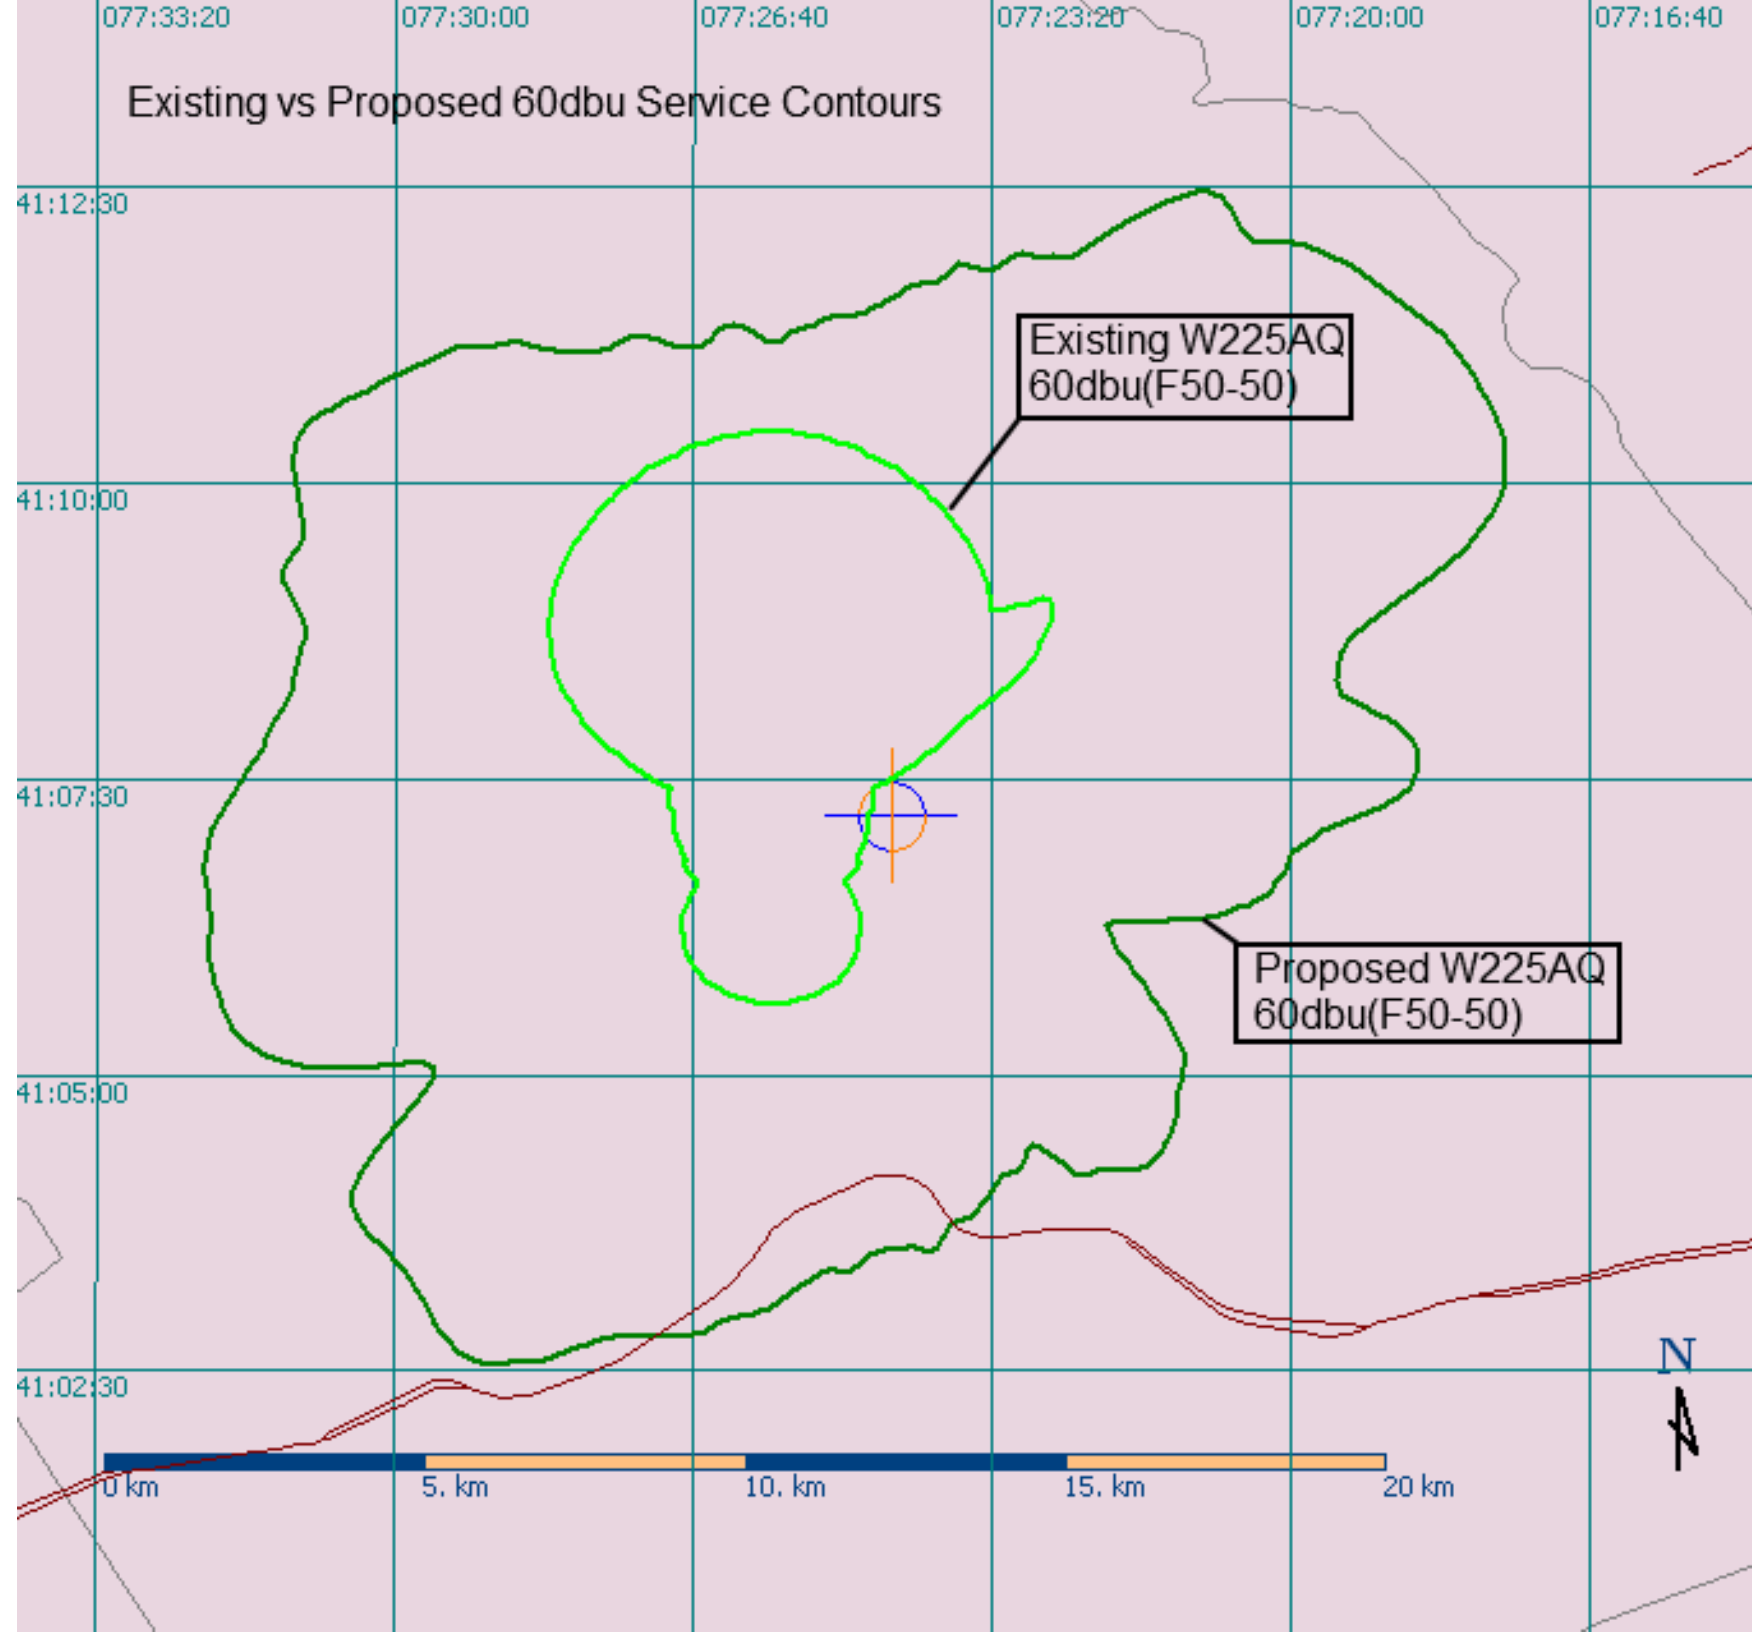 077:33:20
077:30:00
077:26:40
077:23:20
077:20:00
077:16:40
Existing vs Proposed 60dbu Service Contours
41:12:30
Existing W225AQ
60dbu(F50-50)
41:10:00
41:07:30
Proposed W225AQ
60dbu(F50-50)
41:05:00
N
41:02:30
0 km
5. km
10. km
15. km
20 km